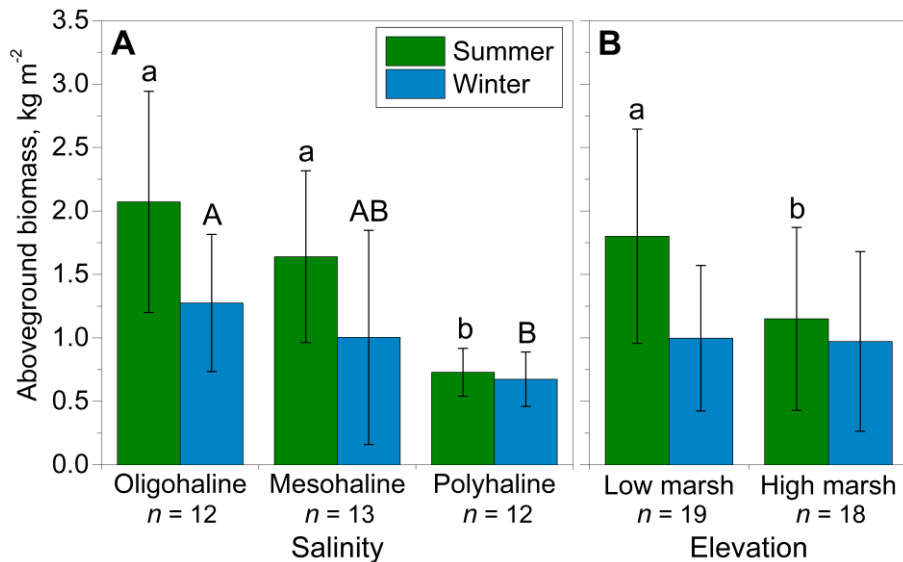 Aboveground biomass, kg m⁻²
3.5
3.0
2.5
2.0
1.5
1.0
0.5
0.0
A
Summer
Winter
a
A
a
AB
b
B
Oligohaline
n = 12
Mesohaline
n = 13
Polyhaline
n = 12
Salinity
B
a
b
Low marsh
n = 19
High marsh
n = 18
Elevation